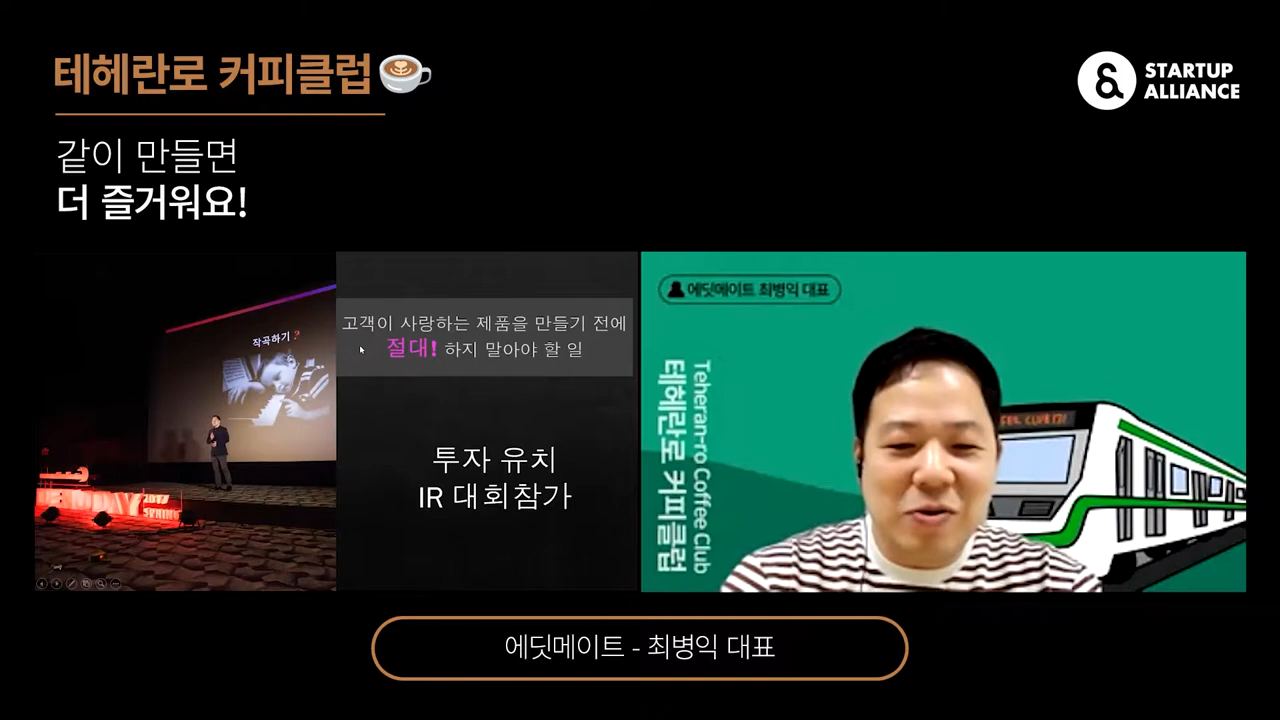 테헤란로 커피클럽
STARTUP
ALLIANCE
같이 만들면
더 즐거워요!
작곡하기?
2017
고객이 사랑하는 제품을 만들기 전에
절대! 하지 말아야 할 일
투자 유치
IR 대회참가
에딧메이트 최병익 대표
Teheran-ro Coffee Club
테헤란로 커피클럽
에딧메이트 - 최병익 대표